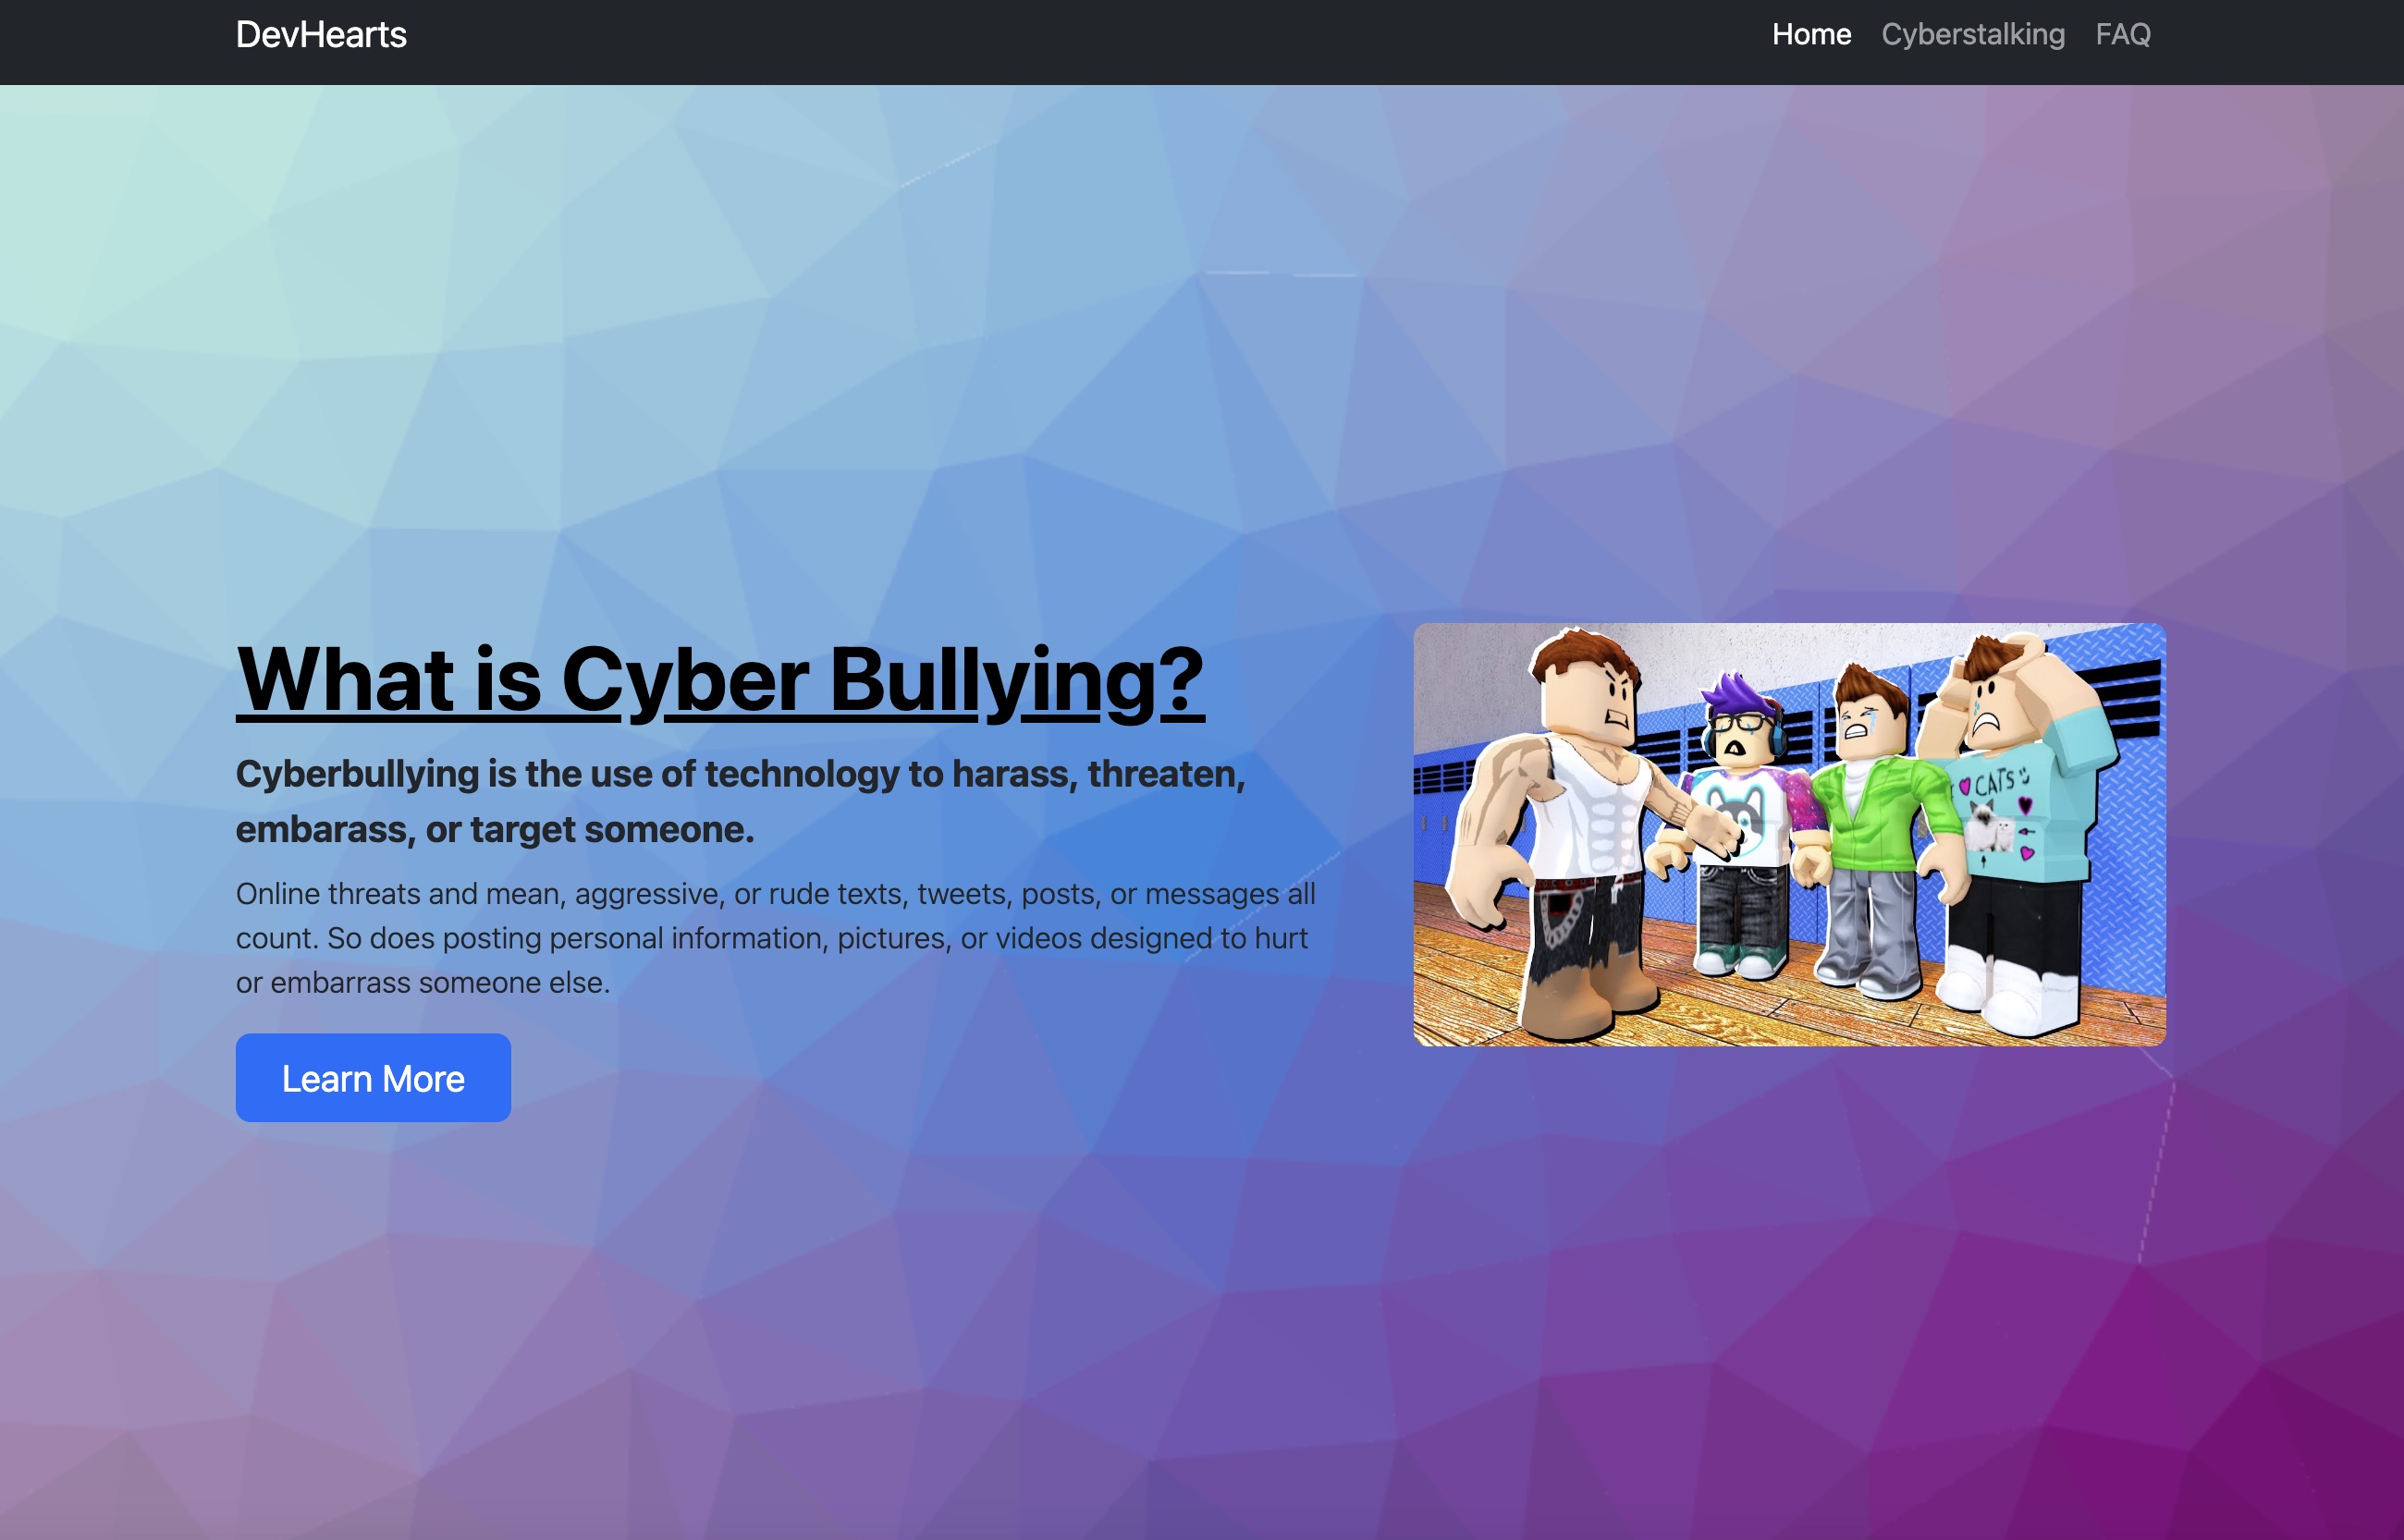 DevHearts
Home Cyberstalking FAQ
What is Cyber Bullying?
Cyberbullying is the use of technology to harass, threaten,
embarass, or target someone.
Online threats and mean, aggressive, or rude texts, tweets, posts, or messages all
count. So does posting personal information, pictures, or videos designed to hurt
or embarrass someone else.
Learn More
CATS